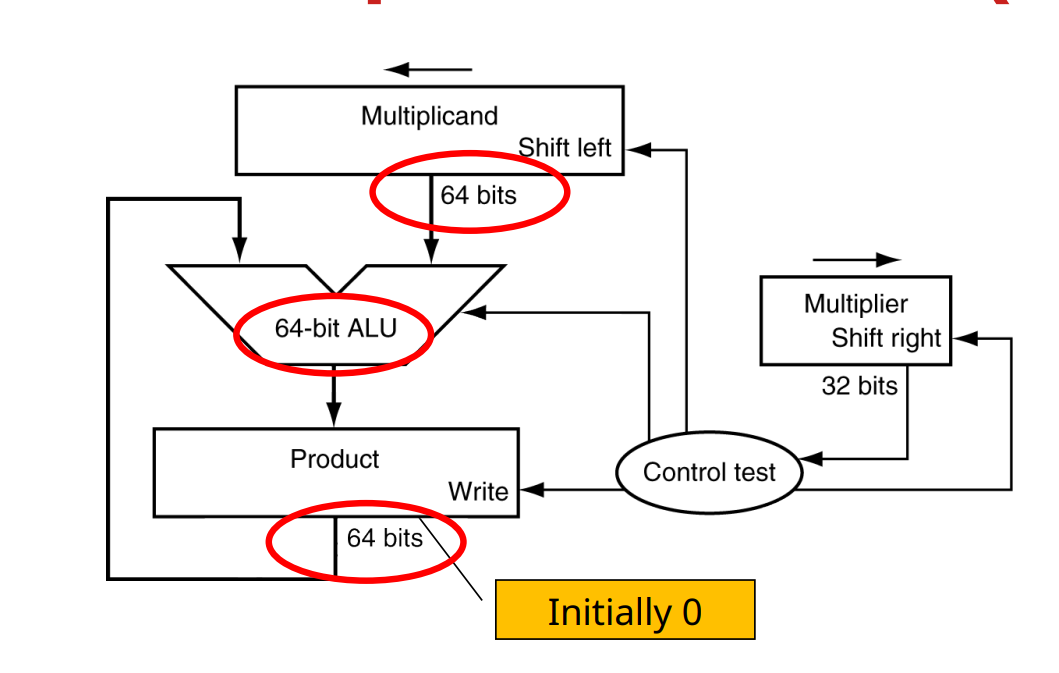 Multiplicand
Shift left
64 bits
64-bit ALU
Multiplier
Shift right
32 bits
Product
Write
Control test
64 bits
Initially 0